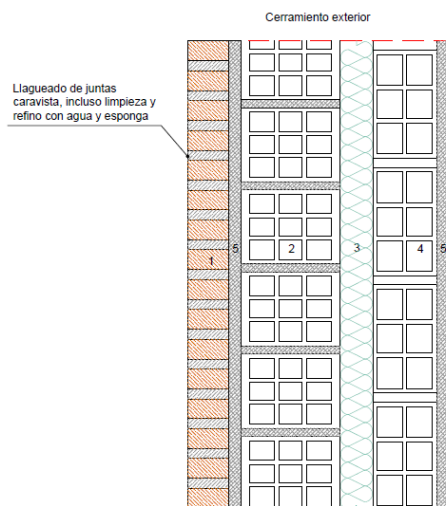 Cerramiento exterior
Llagueado de juntas
caravista, incluso limpieza y
refino con agua y esponga
1 5 2 3 4 5